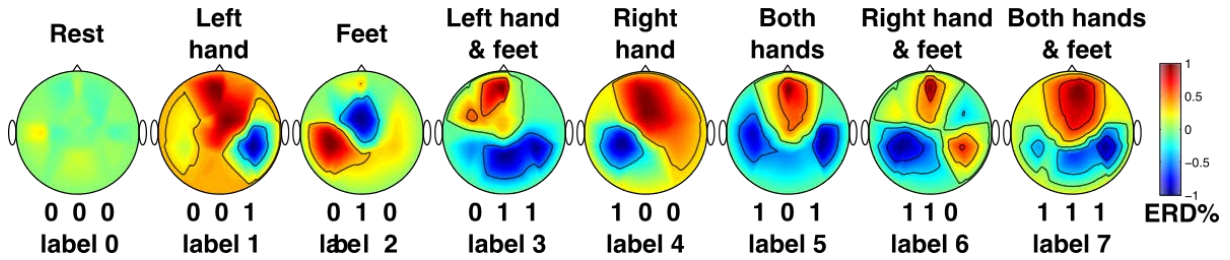 Rest
Left hand
Feet
Left hand & feet
Right hand
Both hands
Right hand & feet
Both hands & feet
1
0.5
0
−0.5
−1
ERD%
0 0 0
0 0 1
0 1 0
0 1 1
1 0 0
1 0 1
1 1 0
1 1 1
label 0
label 1
label 2
label 3
label 4
label 5
label 6
label 7